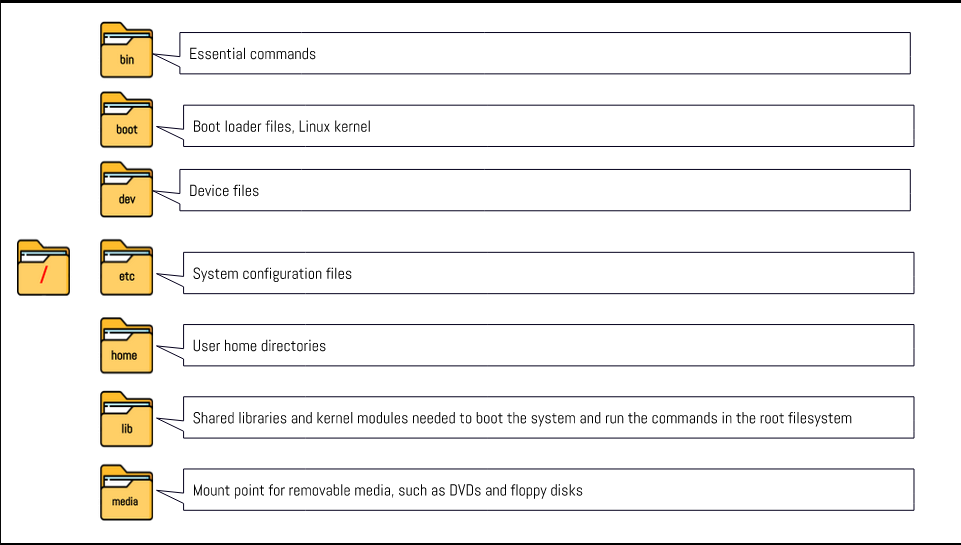 bin
Essential commands
boot
Boot loader files, Linux kernel
dev
Device files
/
etc
System configuration files
home
User home directories
lib
Shared libraries and kernel modules needed to boot the system and run the commands in the root filesystem
media
Mount point for removable media, such as DVDs and floppy disks